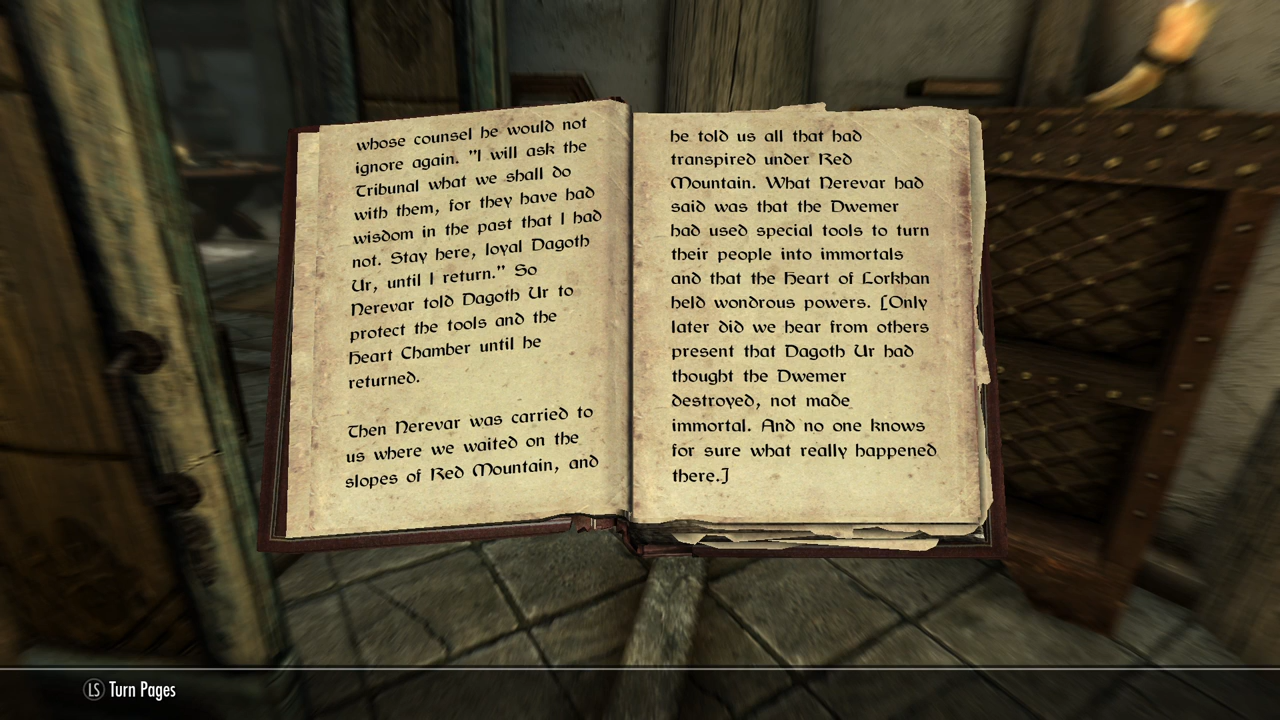 whose counsel he would not
ignore again. "I will ask the
Tribunal what we shall do
with them, for they have had
wisdom in the past that I had
not. Stay here, loyal Dagoth
Ur, until I return." So
Nerevar told Dagoth Ur to
protect the tools and the
Heart Chamber until he
returned.
Then Nerevar was carried to
us where we waited on the
slopes of Red Mountain, and
he told us all that had
transpired under Red
Mountain. What Nerevar had
said was that the Dwemer
had used special tools to turn
their people into immortals
and that the Heart of Lorkhan
held wondrous powers. [Only
later did we hear from others
present that Dagoth Ur had
thought the Dwemer
destroyed, not made
immortal. And no one knows
for sure what really happened
there.]
LS Turn Pages